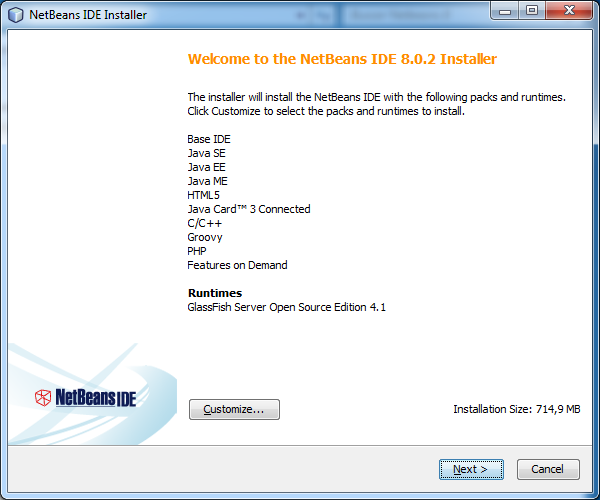 NetBeans IDE Installer
Welcome to the NetBeans IDE 8.0.2 Installer
The installer will install the NetBeans IDE with the following packs and runtimes.
Click Customize to select the packs and runtimes to install.
Base IDE
Java SE
Java EE
Java ME
HTML5
Java Card™ 3 Connected
C/C++
Groovy
PHP
Features on Demand
Runtimes
GlassFish Server Open Source Edition 4.1
NetBeans IDE
Customize...
Installation Size: 714,9 MB
Next >
Cancel